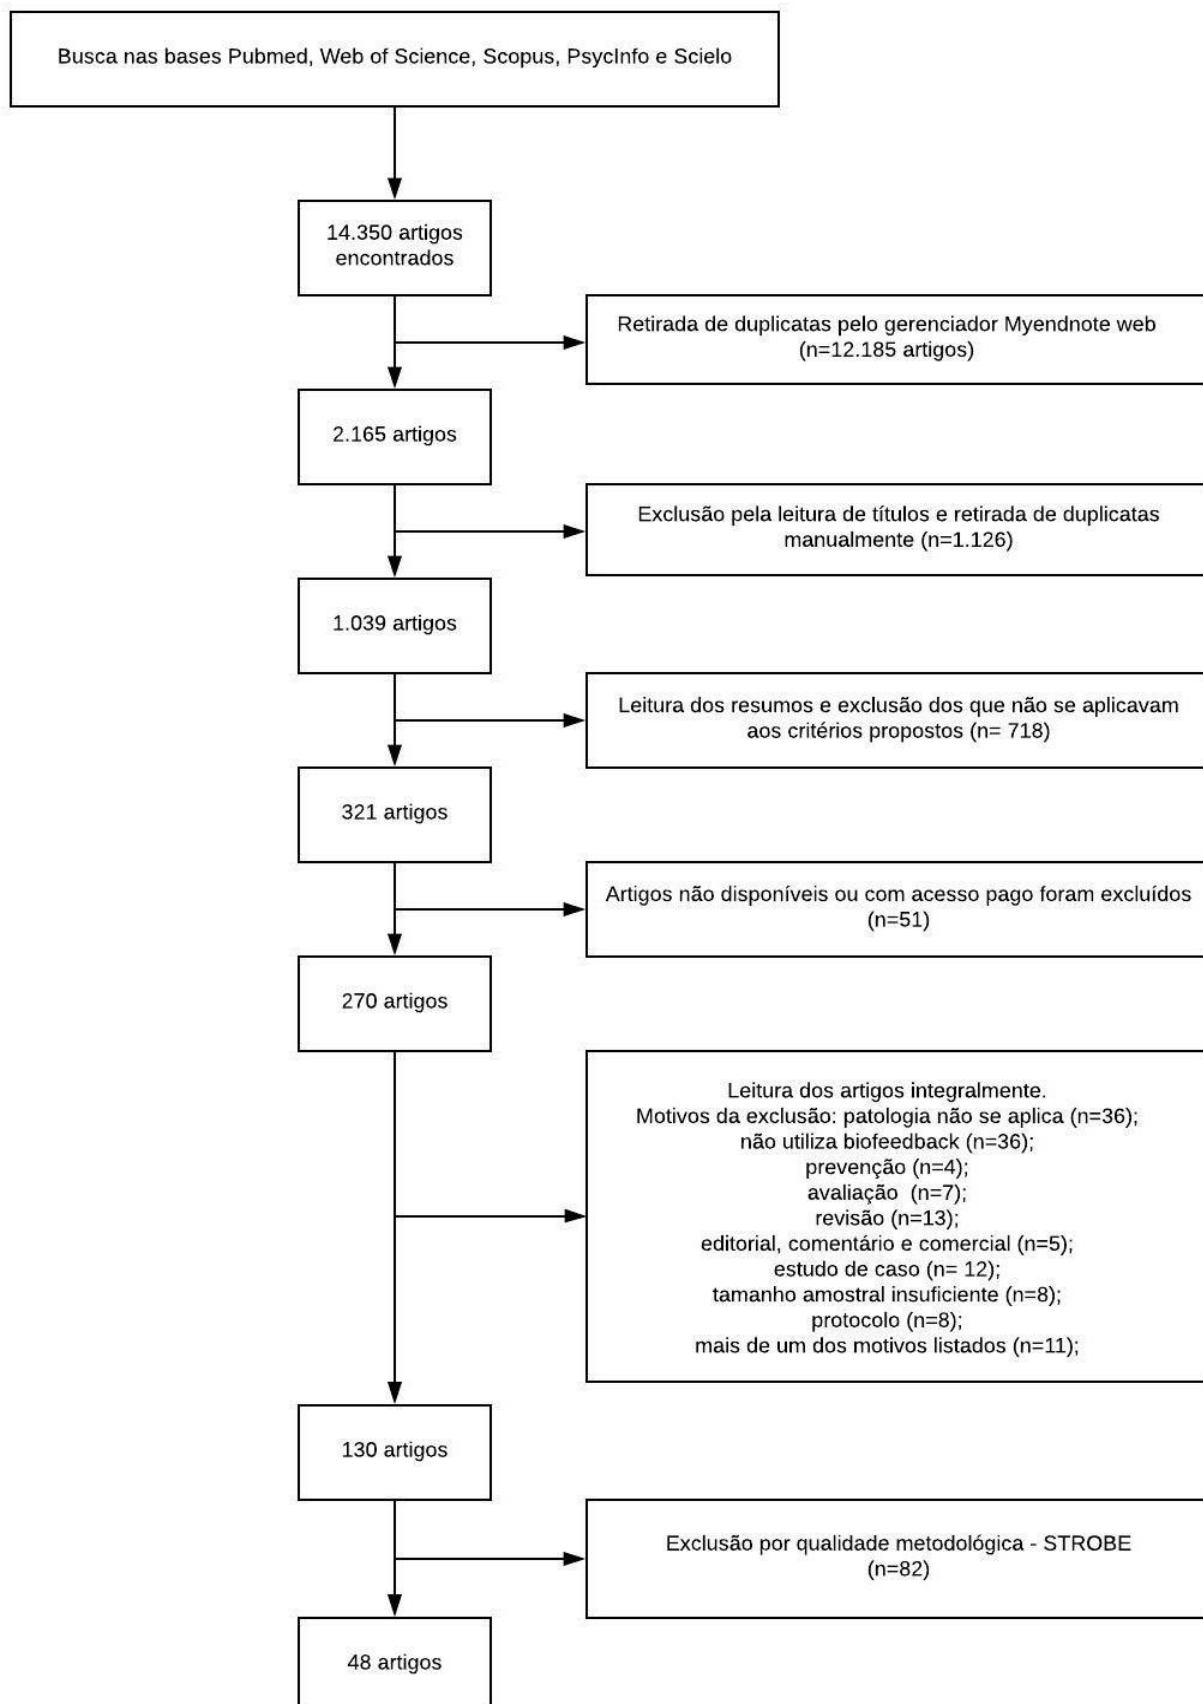 Busca nas bases Pubmed, Web of Science, Scopus, PsycInfo e Scielo
14.350 artigos
encontrados
Retirada de duplicatas pelo gerenciador Myendnote web
(n=12.185 artigos)
2.165 artigos
Exclusão pela leitura de títulos e retirada de duplicatas
manualmente (n=1.126)
1.039 artigos
Leitura dos resumos e exclusão dos que não se aplicavam
aos critérios propostos (n= 718)
321 artigos
Artigos não disponíveis ou com acesso pago foram excluídos
(n=51)
270 artigos
Leitura dos artigos integralmente.
Motivos da exclusão: patologia não se aplica (n=36);
não utiliza biofeedback (n=36);
prevenção (n=4);
avaliação  (n=7);
revisão (n=13);
editorial, comentário e comercial (n=5);
estudo de caso (n= 12);
tamanho amostral insuficiente (n=8);
protocolo (n=8);
mais de um dos motivos listados (n=11);
130 artigos
Exclusão por qualidade metodológica - STROBE
(n=82)
48 artigos